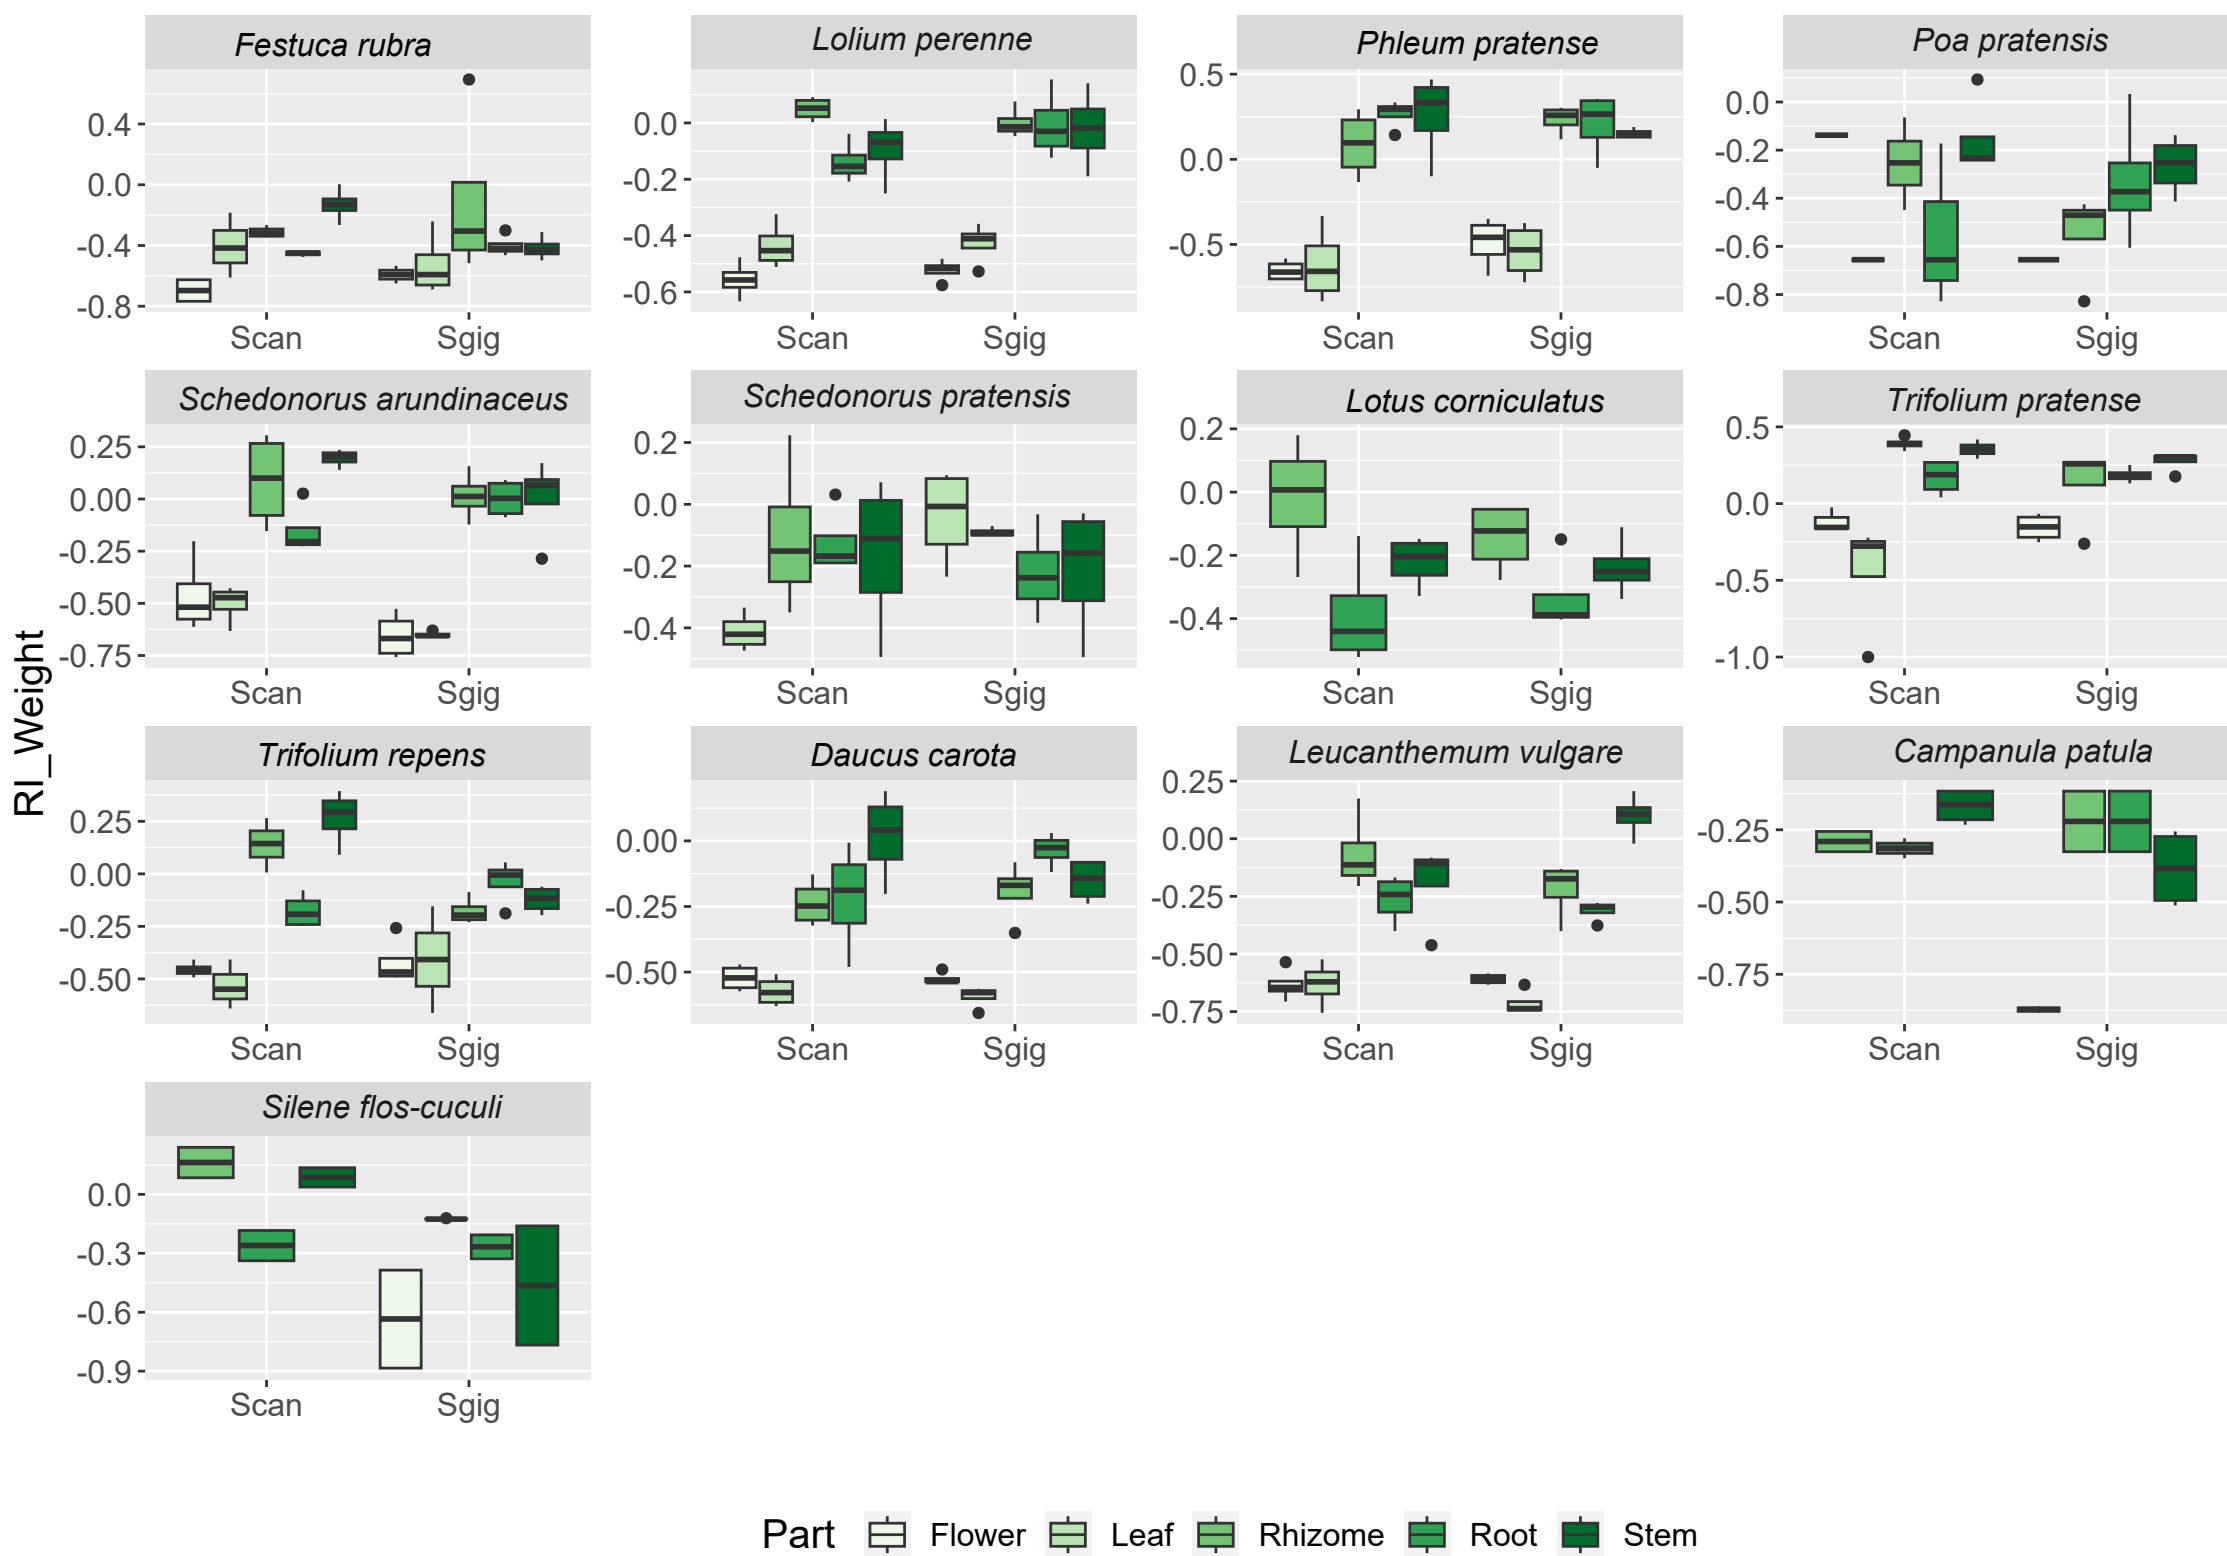 Festuca rubra
Lolium perenne
Phleum pratense
Poa pratensis
0.4
0.0
-0.4
-0.8
0.0
-0.2
-0.4
-0.6
0.5
0.0
-0.5
0.0
-0.2
-0.4
-0.6
-0.8
Scan Sgig
Scan Sgig
Scan Sgig
Scan Sgig
Schedonorus arundinaceus
Schedonorus pratensis
Lotus corniculatus
Trifolium pratense
0.25
0.00
-0.25
-0.50
-0.75
0.2
0.0
-0.2
-0.4
0.2
0.0
-0.2
-0.4
0.5
0.0
-0.5
-1.0
Scan Sgig
Scan Sgig
Scan Sgig
Scan Sgig
RI_Weight
Trifolium repens
Daucus carota
Leucanthemum vulgare
Campanula patula
0.25
0.00
-0.25
-0.50
0.00
-0.25
-0.50
0.25
0.00
-0.25
-0.50
-0.75
-0.25
-0.50
-0.75
Scan Sgig
Scan Sgig
Scan Sgig
Scan Sgig
Silene flos-cuculi
0.0
-0.3
-0.6
-0.9
Scan Sgig
Part Flower Leaf Rhizome Root Stem